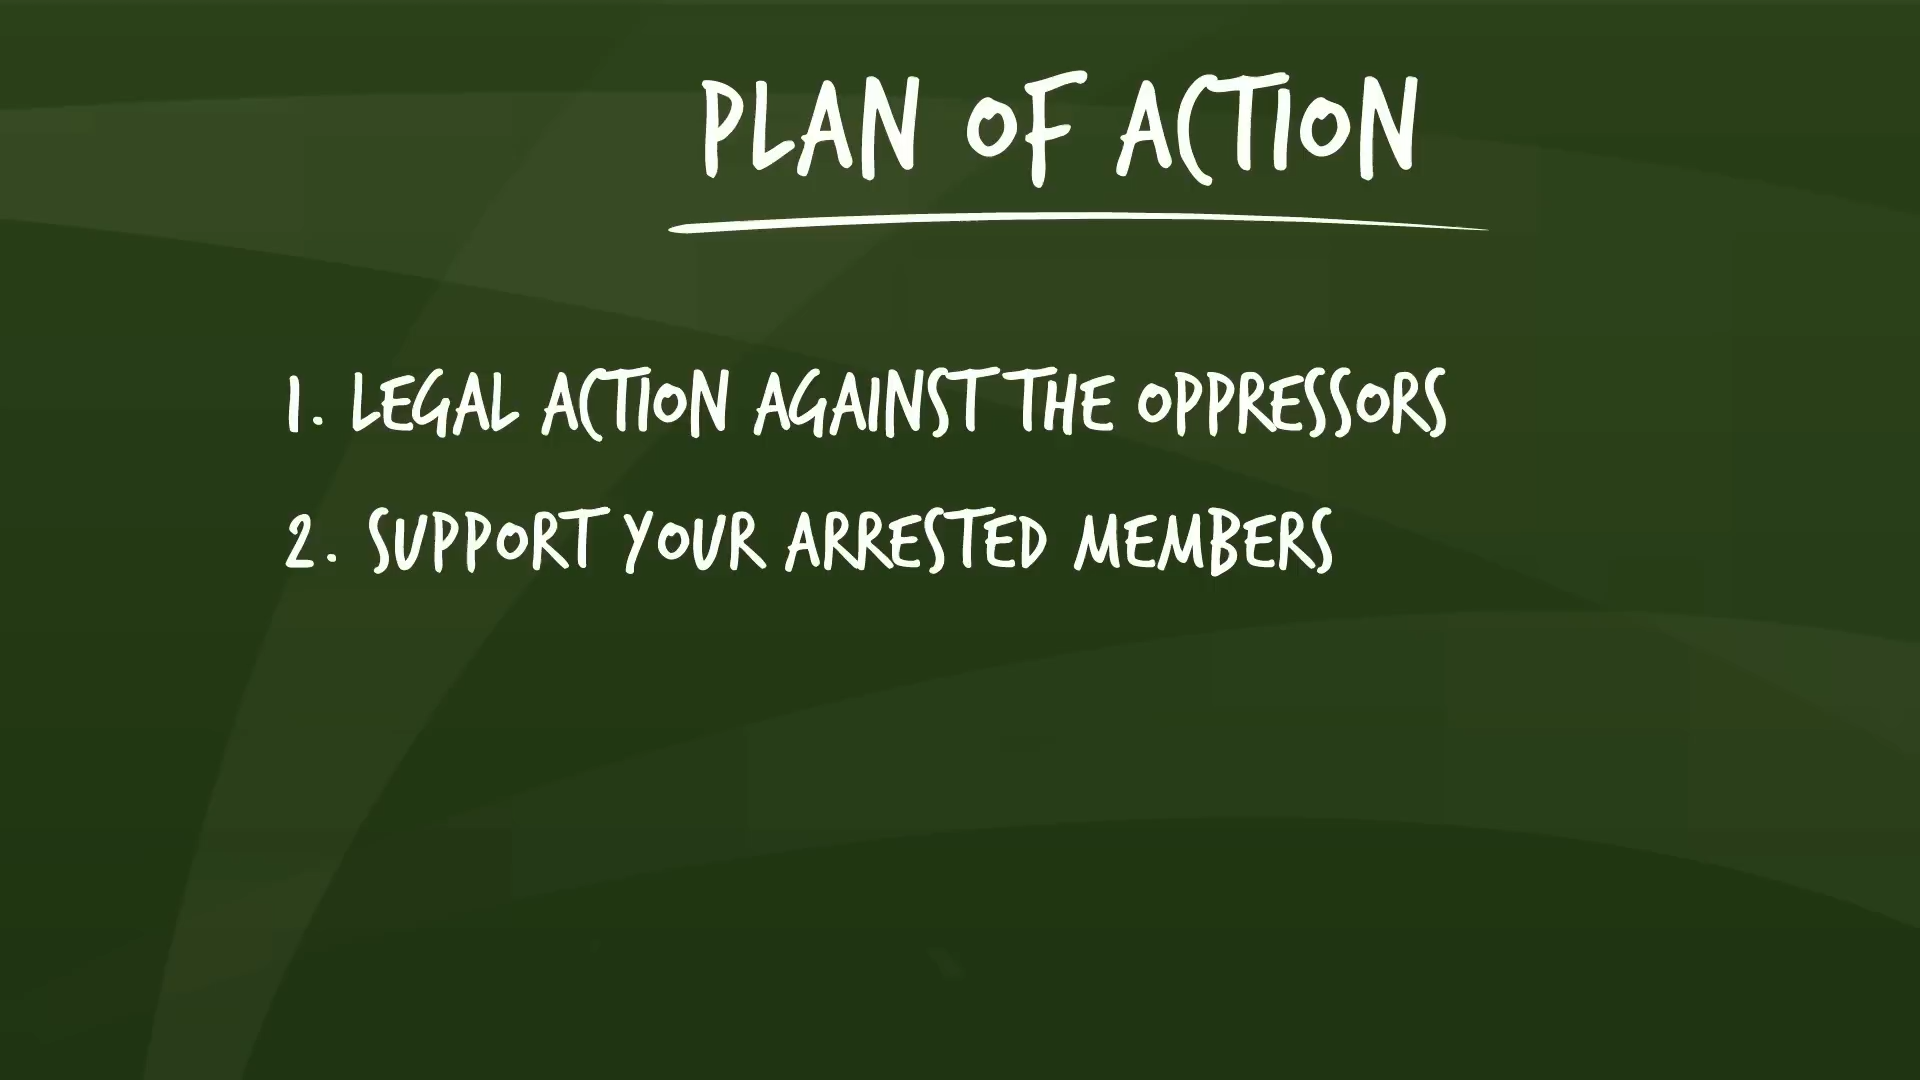 PLAN OF ACTION
1. LEGAL ACTION AGAINST THE OPPRESSORS
2. SUPPORT YOUR ARRESTED MEMBERS